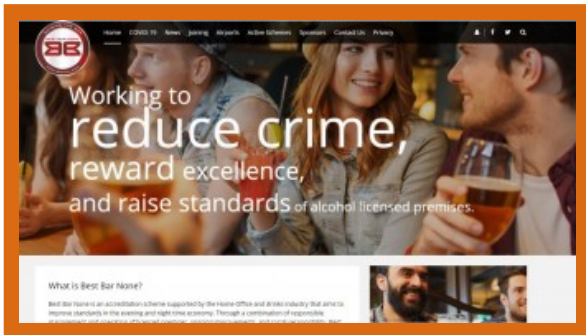 BB
Home COVID 19 News Joining Airports Active Schemes Sponsors Contact Us Privacy
Working to
reduce crime,
reward excellence,
and raise standards of alcohol licensed premises.
What is Best Bar None?
Best Bar None is an accreditation scheme supported by the Home Office and drinks industry that aims to
improve standards in the evening and night time economy. Through a combination of responsible